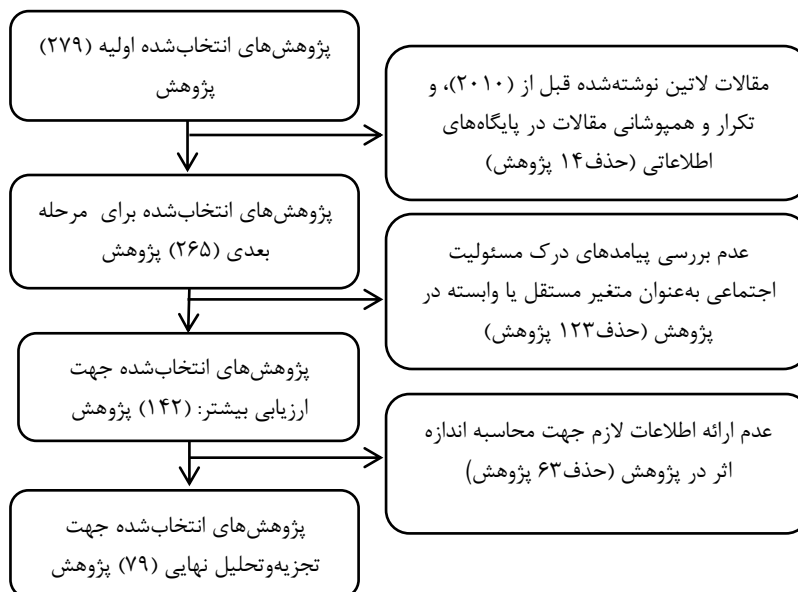 پژوهش‌های انتخاب‌شده اولیه (۲۷۹)
پژوهش
مقالات لاتین نوشته‌شده قبل از (۲۰۱۰)، و
تکرار و همپوشانی مقالات در پایگاه‌های
اطلاعاتی (حذف۱۴ پژوهش)
پژوهش‌های انتخاب‌شده برای مرحله
بعدی (۲۶۵) پژوهش
عدم بررسی پیامدهای درک مسئولیت
اجتماعی به‌عنوان متغیر مستقل یا وابسته در
پژوهش (حذف۱۲۳ پژوهش)
پژوهش‌های انتخاب‌شده جهت
ارزیابی بیشتر: (۱۴۲) پژوهش
عدم ارائه اطلاعات لازم جهت محاسبه اندازه
اثر در پژوهش (حذف۶۳ پژوهش)
پژوهش‌های انتخاب‌شده جهت
تجزیه‌وتحلیل نهایی (۷۹) پژوهش